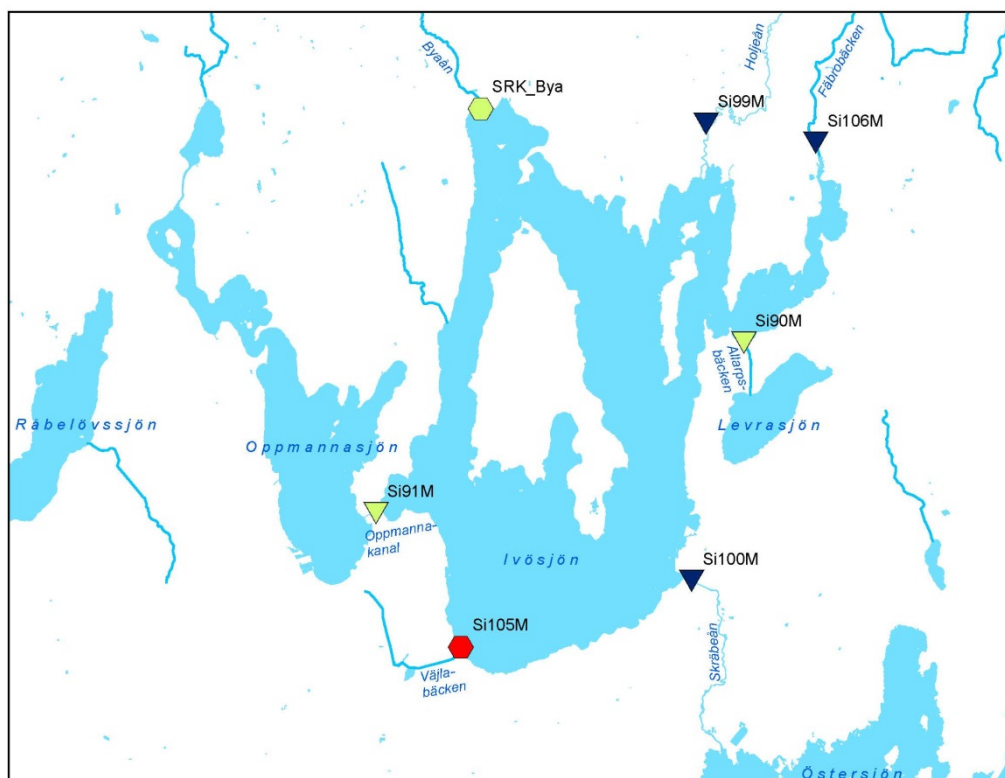 Byaån
Holjeån
Fäbrobäcken
SRK_Bya
Si99M
Si106M
Si90M
Allarps-
bäcken
Råbelövssjön
Oppmannasjön
Levrasjön
Si91M
Oppmanna-
kanal
Ivösjön
Si100M
Si105M
Väjla-
bäcken
Skräbeån
Östersjön